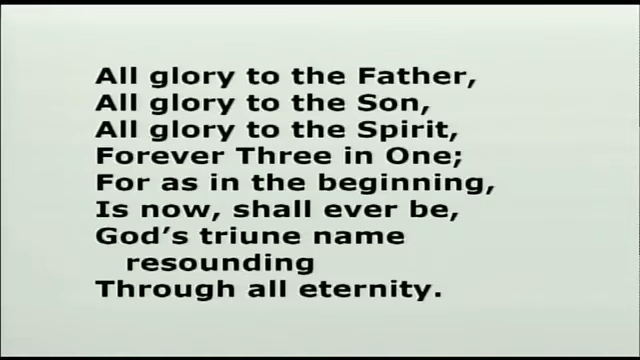 All glory to the Father,
All glory to the Son,
All glory to the Spirit,
Forever Three in One;
For as in the beginning,
Is now, shall ever be,
God's triune name
resounding
Through all eternity.